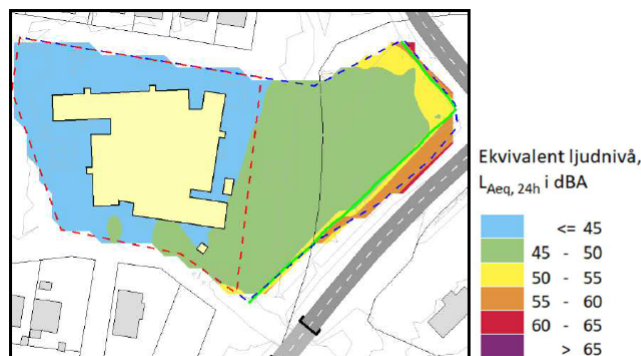 Ekvivalent ljudnivå,
LAeq, 24h i dBA
<= 45
45 - 50
50 - 55
55 - 60
60 - 65
> 65